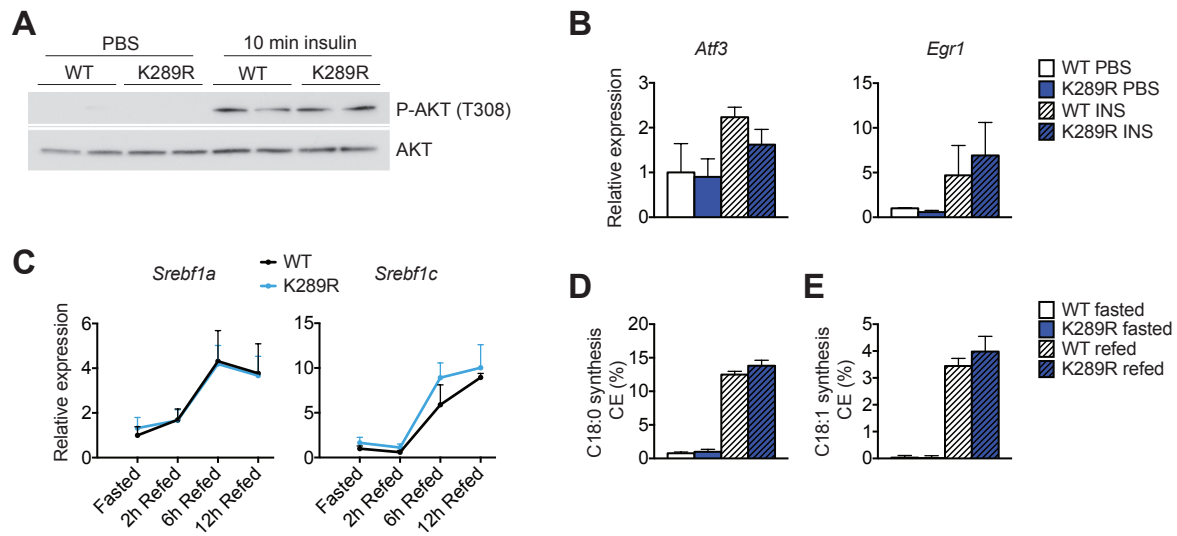 A
PBS
10 min insulin
WT
K289R
WT
K289R
P-AKT (T308)
AKT
B
Atf3
Egr1
Relative expression
3
2
1
0
15
10
5
0
WT PBS
K289R PBS
WT INS
K289R INS
C
Srebf1a
WT
K289R
Srebf1c
Relative expression
6
4
2
0
Fasted
2h Refed
6h Refed
12h Refed
15
10
5
0
Fasted
2h Refed
6h Refed
12h Refed
D
C18:0 synthesis
CE (%)
20
15
10
5
0
E
C18:1 synthesis
CE (%)
5
4
3
2
1
0
WT fasted
K289R fasted
WT refed
K289R refed